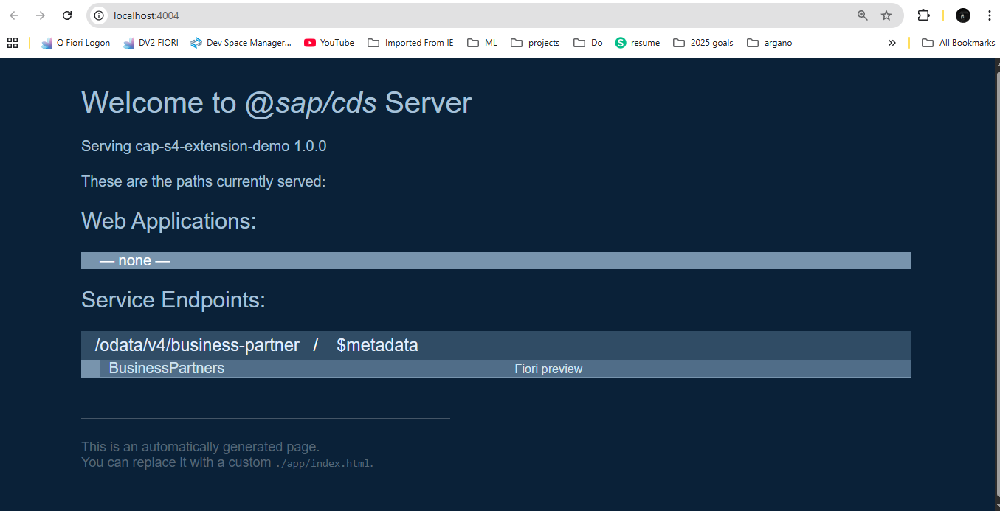 localhost:4004
Q Fiori Logon DV2 FIORI Dev Space Manager... YouTube Imported From IE ML projects Do resume 2025 goals argano » All Bookmarks
Welcome to @sap/cds Server
Serving cap-s4-extension-demo 1.0.0
These are the paths currently served:
Web Applications:
— none —
Service Endpoints:
/odata/v4/business-partner / $metadata
BusinessPartners Fiori preview
This is an automatically generated page.
You can replace it with a custom ./app/index.html.